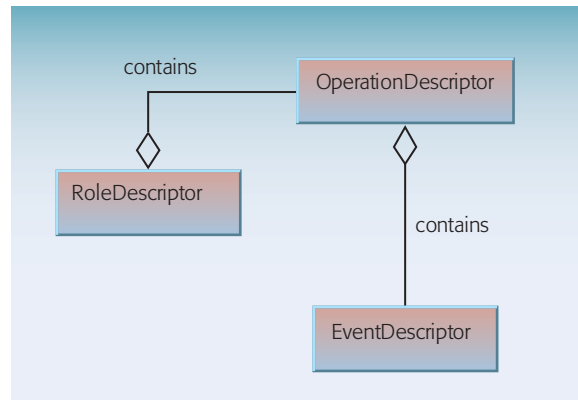 contains
OperationDescriptor
RoleDescriptor
contains
EventDescriptor